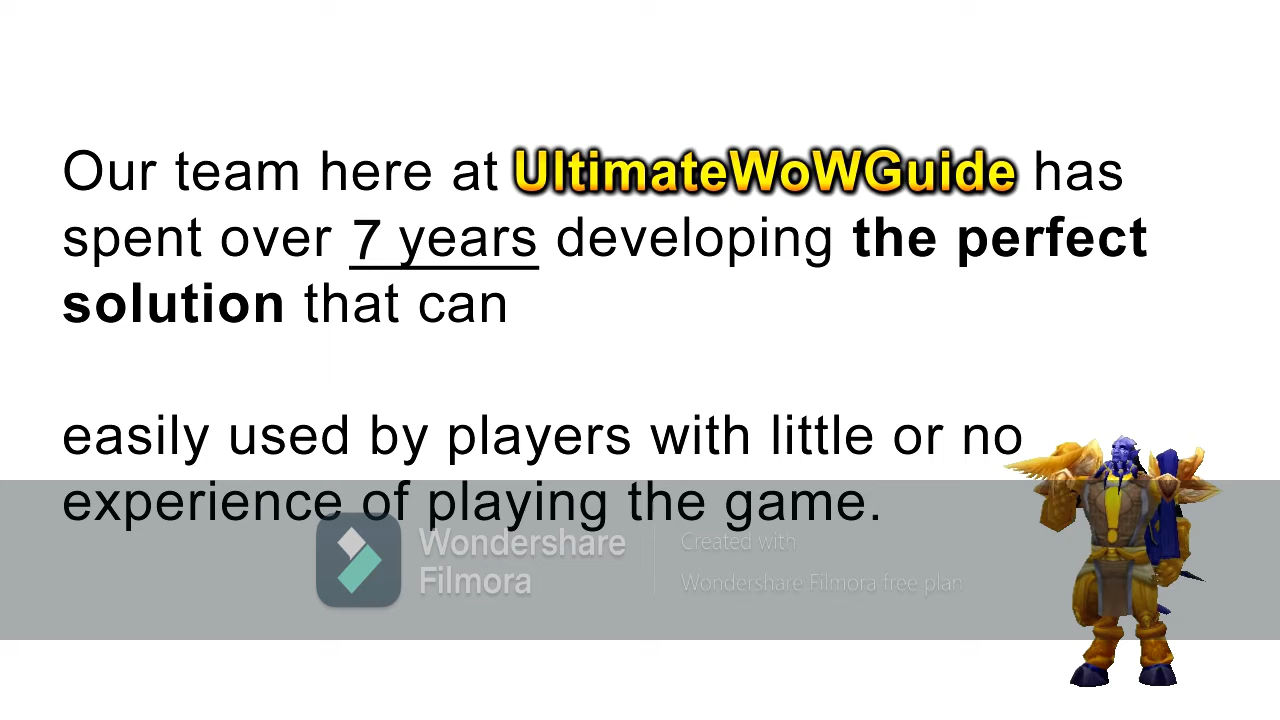 Our team here at UltimateWoWGuide has
spent over 7 years developing the perfect
solution that can
easily used by players with little or no
experience of playing the game.
Wondershare
Filmora
Created with
Wondershare Filmora free plan